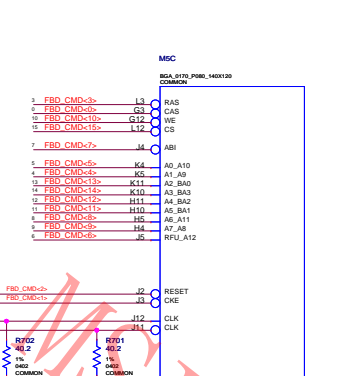 M5C
BGA_0170_P080_140X120
COMMON
3 FBD_CMD<3> L3 RAS
0 FBD_CMD<0> G3 CAS
10 FBD_CMD<10> G12 WE
15 FBD_CMD<15> L12 CS
7 FBD_CMD<7> J4 ABI
5 FBD_CMD<5> K4 A0_A10
4 FBD_CMD<4> K5 A1_A9
13 FBD_CMD<13> K11 A2_BA0
14 FBD_CMD<14> K10 A3_BA3
12 FBD_CMD<12> H11 A4_BA2
11 FBD_CMD<11> H10 A5_BA1
8 FBD_CMD<8> H5 A6_A11
9 FBD_CMD<9> H4 A7_A8
6 FBD_CMD<6> J5 RFU_A12
FBD_CMD<2> J2 RESET
FBD_CMD<1> J3 CKE
J12 CLK
J11 CLK
R702 R701
40.2 40.2
1% 1%
0402 0402
COMMON COMMON